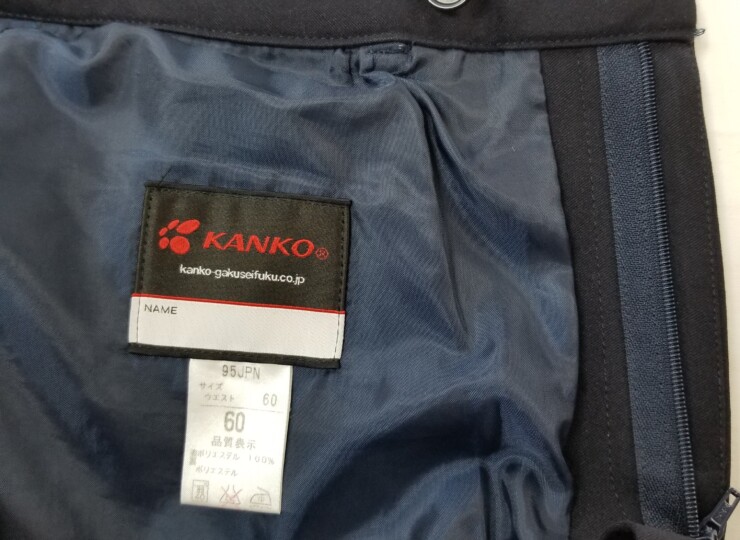 KANKO®
kanko-gakuseifuku.co.jp
NAME
95JPN
サイズ
ウエスト 60
60
品質表示
ポリエステル 100%
ポリエステル